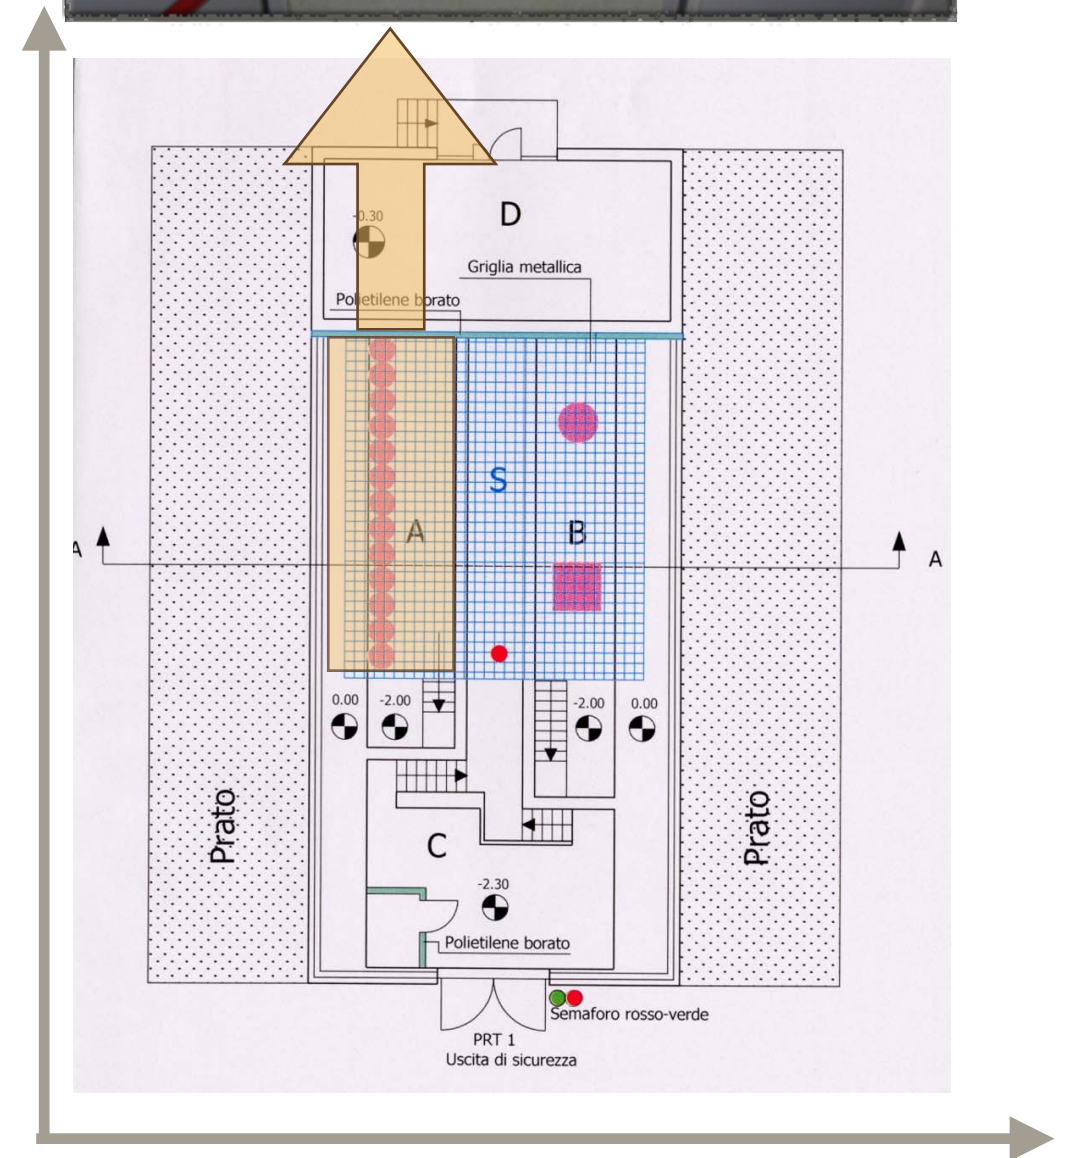 -0.30
D
Griglia metallica
Polietilene borato
S
A
B
A
A
0.00
-2.00
-2.00
0.00
Prato
Prato
C
-2.30
Polietilene borato
Semaforo rosso-verde
PRT 1
Uscita di sicurezza